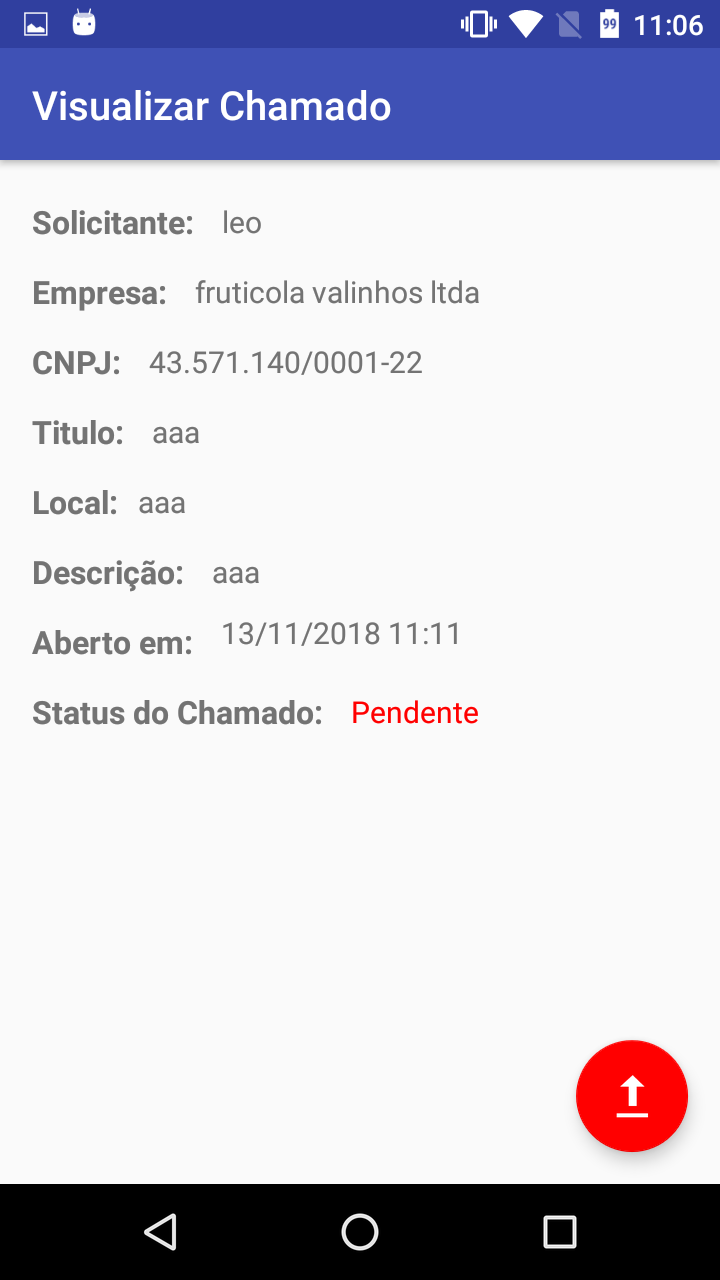 99 11:06
Visualizar Chamado
Solicitante: leo
Empresa: fruticola valinhos ltda
CNPJ: 43.571.140/0001-22
Titulo: aaa
Local: aaa
Descrição: aaa
Aberto em: 13/11/2018 11:11
Status do Chamado: Pendente